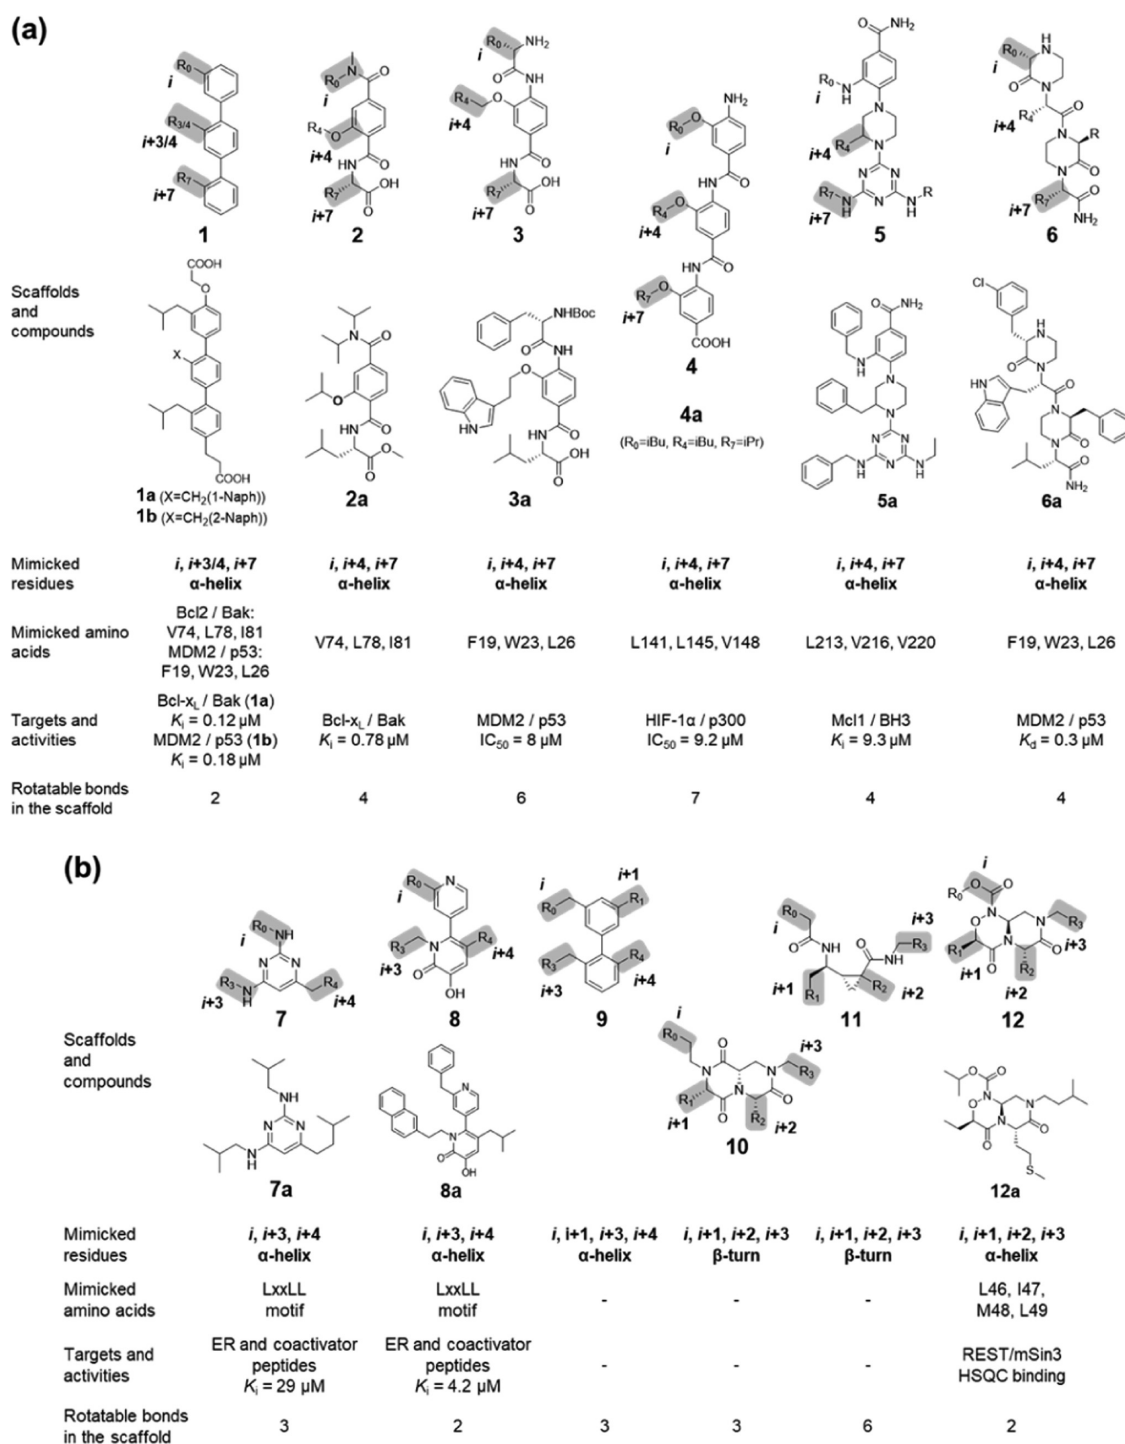 (a)
R0 i R3/4 i+3/4 R7 i+7 1
R0 N O i R4 O i+4 O HN R7 OH O i+7 2
R0 NH2 i O NH R4 O i+4 O HN R7 OH O i+7 3
NH2 R0 O i O NH R4 O i+4 O NH R7 O i+7 COOH 4
O NH2 R0 N H i N R4 N i+4 N N R7 N H N N H R i+7 5
R0 H N i O N O i+4 R4 N R N O R7 O NH2 i+7 6
Scaffolds
and
compounds
COOH O X COOH
1a (X=CH2(1-Naph))
1b (X=CH2(2-Naph))
N O O O HN O O
2a
NHBoc O NH O N H O HN OH O
3a
4a
(R0=iBu, R4=iBu, R7=iPr)
O NH2 N H N N N N N H N N H
5a
Cl H N O N O HN N N O O NH2
6a
Mimicked
residues
i, i+3/4, i+7
α-helix
i, i+4, i+7
α-helix
i, i+4, i+7
α-helix
i, i+4, i+7
α-helix
i, i+4, i+7
α-helix
i, i+4, i+7
α-helix
Mimicked amino
acids
Bcl2 / Bak:
V74, L78, I81
MDM2 / p53:
F19, W23, L26
V74, L78, I81
F19, W23, L26
L141, L145, V148
L213, V216, V220
F19, W23, L26
Targets and
activities
Bcl-xL / Bak (1a)
Ki = 0.12 µM
MDM2 / p53 (1b)
Ki = 0.18 µM
Bcl-xL / Bak
Ki = 0.78 µM
MDM2 / p53
IC50 = 8 µM
HIF-1α / p300
IC50 = 9.2 µM
Mcl1 / BH3
Ki = 9.3 µM
MDM2 / p53
Kd = 0.3 µM
Rotatable bonds
in the scaffold
2
4
6
7
4
4
(b)
R0 NH i N N R3 N H R4 i+3 i+4 7
R0 N i R3 N R4 i+3 i+4 O OH 8
i i+1 R0 R1 R3 R4 i+3 i+4 9
i R0 i+3 O N N R3 R1 N O O R2 i+1 i+2 10
R0 i O NH O i+3 N H R3 i+1 R1 R2 i+2 11
i R0 O O N O N R3 R1 N O O R2 i+3 i+1 i+2 12
Scaffolds
and
compounds
NH N N N H
7a
N N O OH
8a
O O N O N N O O S
12a
Mimicked
residues
i, i+3, i+4
α-helix
i, i+3, i+4
α-helix
i, I+1, i+3, i+4
α-helix
i, i+1, i+2, i+3
β-turn
i, i+1, i+2, i+3
β-turn
i, i+1, i+2, i+3
α-helix
Mimicked
amino acids
LxxLL
motif
LxxLL
motif
-
-
-
L46, I47,
M48, L49
Targets and
activities
ER and coactivator
peptides
Ki = 29 µM
ER and coactivator
peptides
Ki = 4.2 µM
-
-
-
REST/mSin3
HSQC binding
Rotatable bonds
in the scaffold
3
2
3
3
6
2